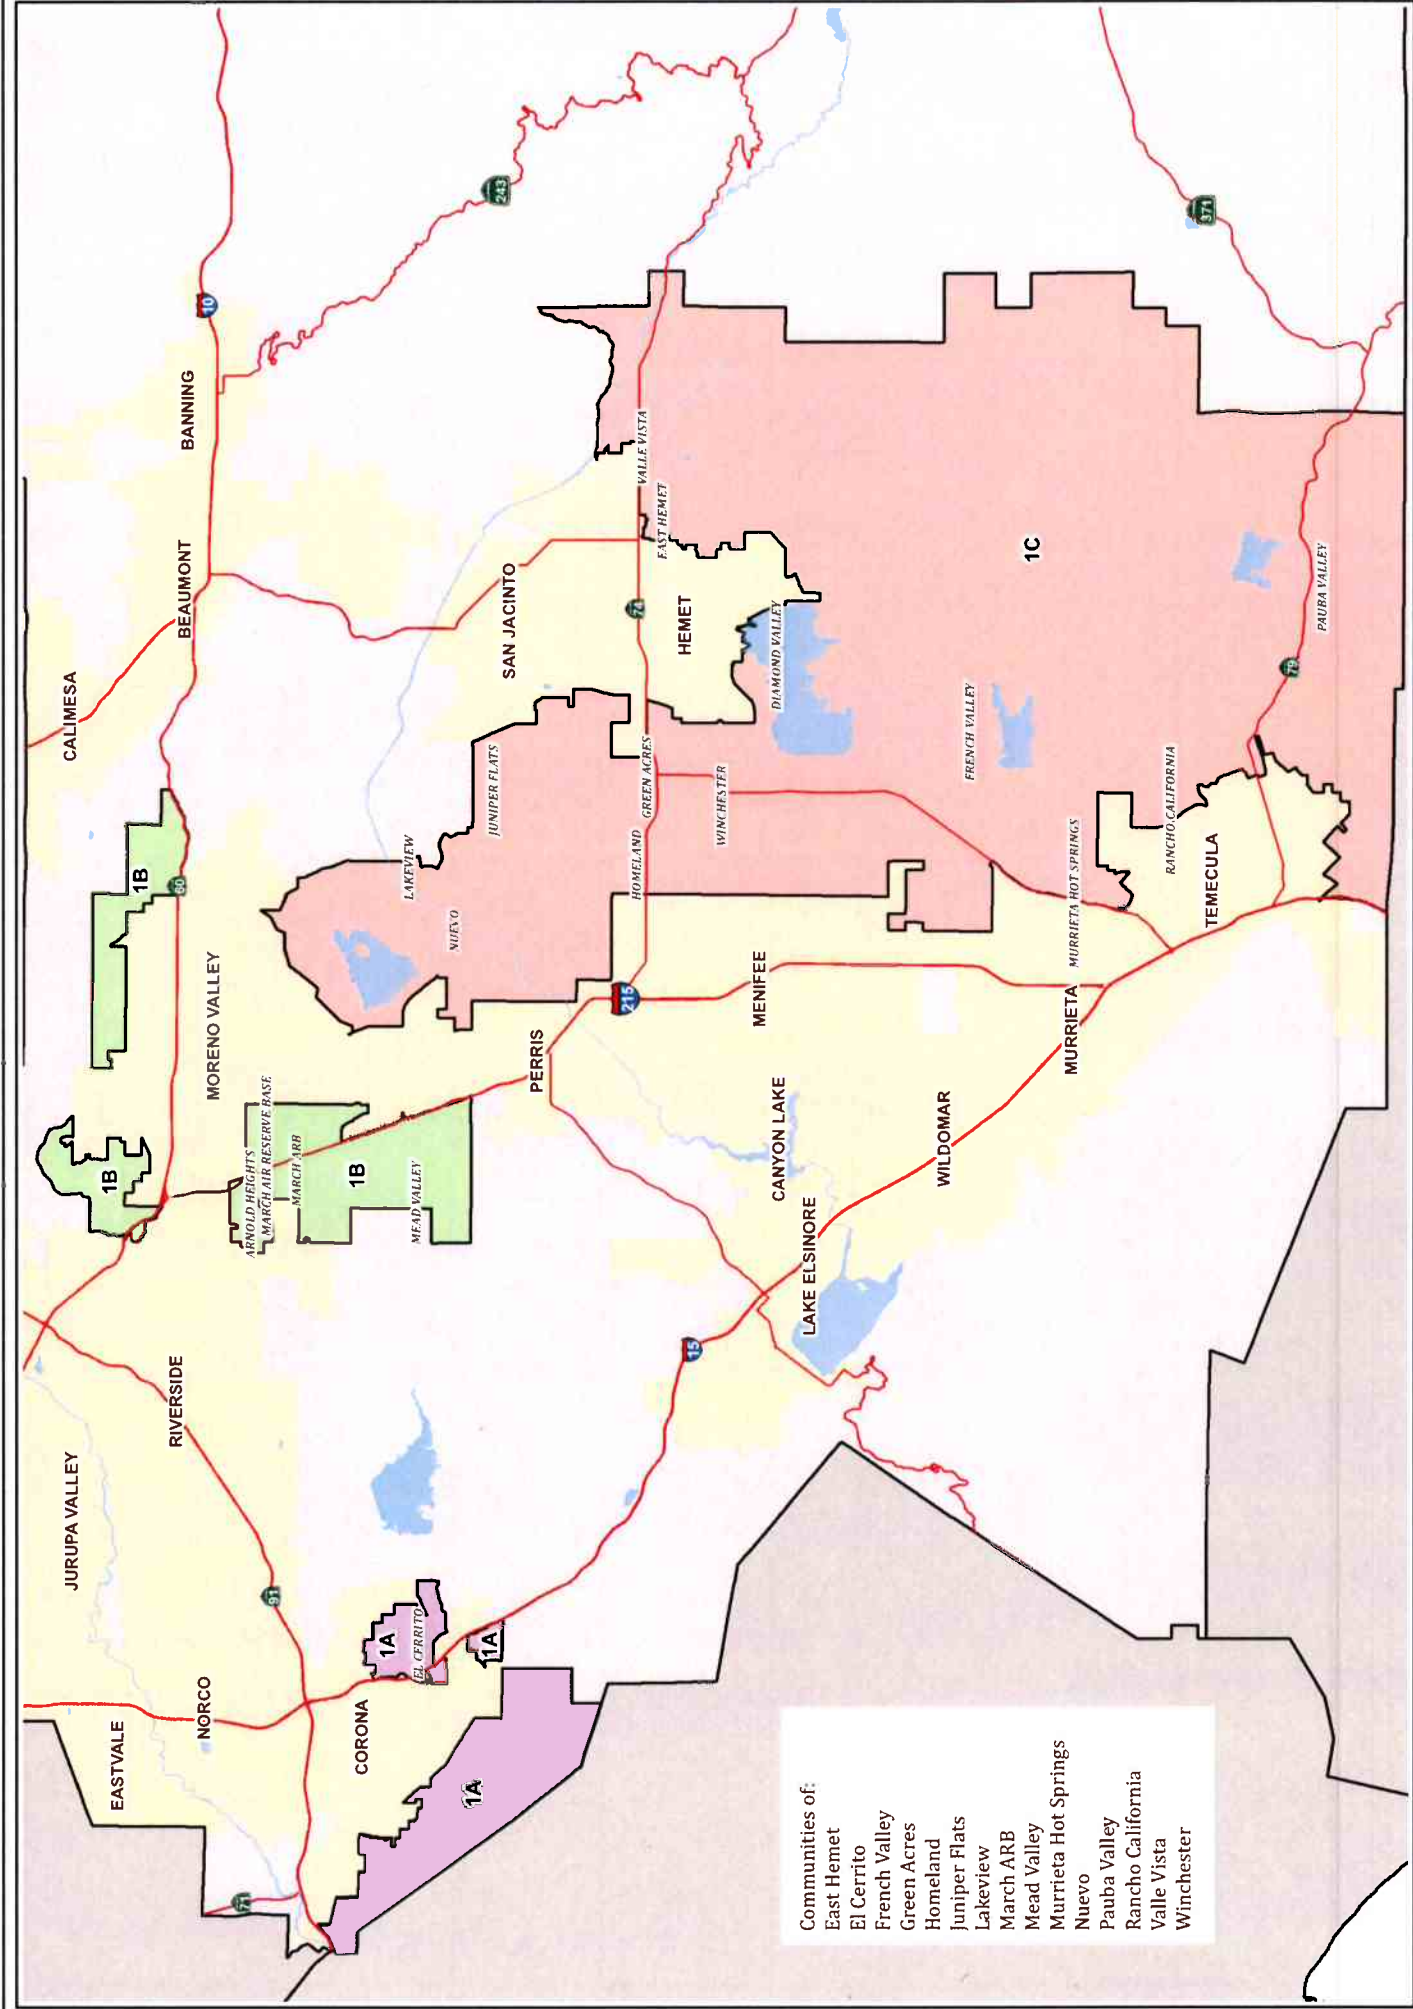 CALIMESA
BEAUMONT
BANNING
10
243
371
1B
60
MORENO VALLEY
1B
ARNOLD HEIGHTS
MARCH AIR RESERVE BASE
MARCH ARB
1B
MEAD VALLEY
JURUPA VALLEY
RIVERSIDE
91
EASTVALE
NORCO
71
CORONA
1A
EL CERRITO
1A
1A
LAKEVIEW
NUEVO
JUNIPER FLATS
SAN JACINTO
PERRIS
215
HOMELAND
GREEN ACRES
74
VALLE VISTA
EAST HEMET
HEMET
WINCHESTER
DIAMOND VALLEY
MENIFEE
CANYON LAKE
LAKE ELSINORE
15
WILDOMAR
FRENCH VALLEY
1C
MURRIETA
MURRIETA HOT SPRINGS
RANCHO CALIFORNIA
TEMECULA
79
PAUBA VALLEY
Communities of:
East Hemet
El Cerrito
French Valley
Green Acres
Homeland
Juniper Flats
Lakeview
March ARB
Mead Valley
Murrieta Hot Springs
Nuevo
Pauba Valley
Rancho California
Valle Vista
Winchester